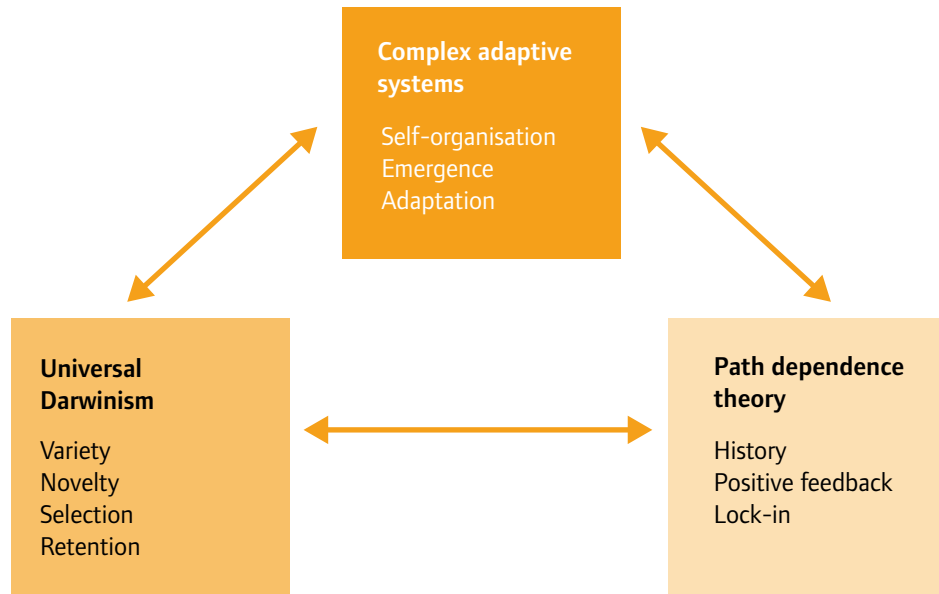 Complex adaptive
systems
Self-organisation
Emergence
Adaptation
Universal
Darwinism
Variety
Novelty
Selection
Retention
Path dependence
theory
History
Positive feedback
Lock-in